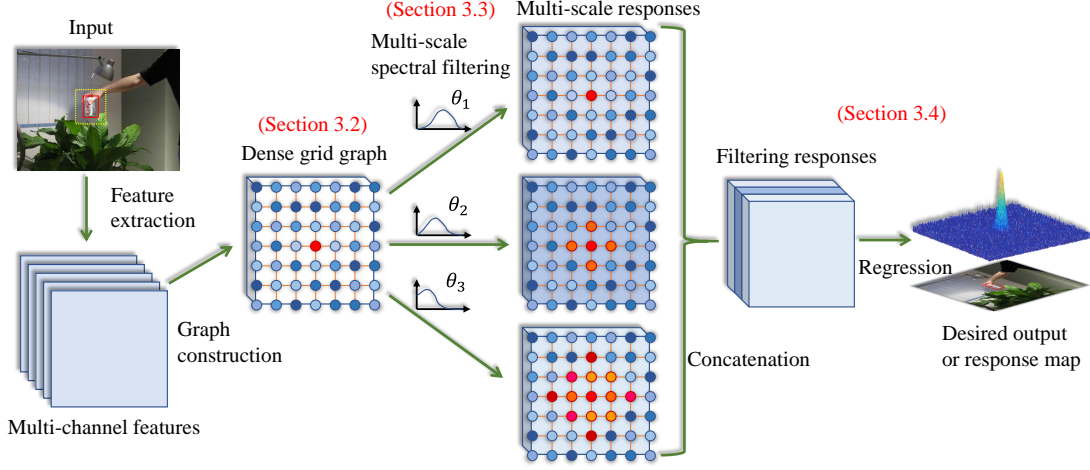 Input
Feature
extraction
Multi-channel features
Graph
construction
(Section 3.2)
Dense grid graph
(Section 3.3)
Multi-scale
spectral filtering
θ1
θ2
θ3
Multi-scale responses
Concatenation
(Section 3.4)
Filtering responses
Regression
Desired output
or response map